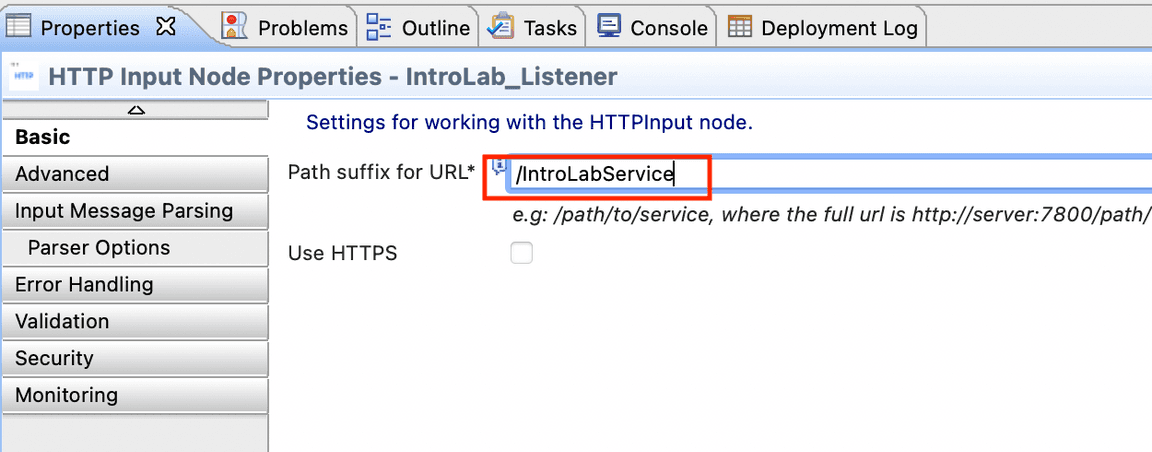 Properties Problems Outline Tasks Console Deployment Log
HTTP HTTP Input Node Properties - IntroLab_Listener
Settings for working with the HTTPInput node.
Basic
Path suffix for URL* /IntroLabService
Advanced
Input Message Parsing
e.g: /path/to/service, where the full url is http://server:7800/path/
Parser Options
Use HTTPS
Error Handling
Validation
Security
Monitoring